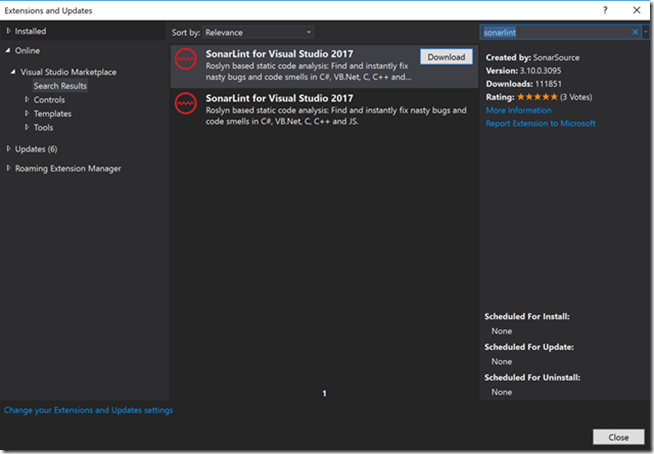 Extensions and Updates
? ×
Installed
Online
Visual Studio Marketplace
Search Results
Controls
Templates
Tools
Updates (6)
Roaming Extension Manager
Change your Extensions and Updates settings
Sort by: Relevance
SonarLint for Visual Studio 2017
Roslyn based static code analysis: Find and instantly fix
nasty bugs and code smells in C#, VB.Net, C, C++ and...
Download
SonarLint for Visual Studio 2017
Roslyn based static code analysis: Find and instantly fix nasty bugs and
code smells in C#, VB.Net, C, C++ and JS.
1
sonarlint
Created by: SonarSource
Version: 3.10.0.3095
Downloads: 111851
Rating: ★★★★★ (3 Votes)
More Information
Report Extension to Microsoft
Scheduled For Install:
None
Scheduled For Update:
None
Scheduled For Uninstall:
None
Close